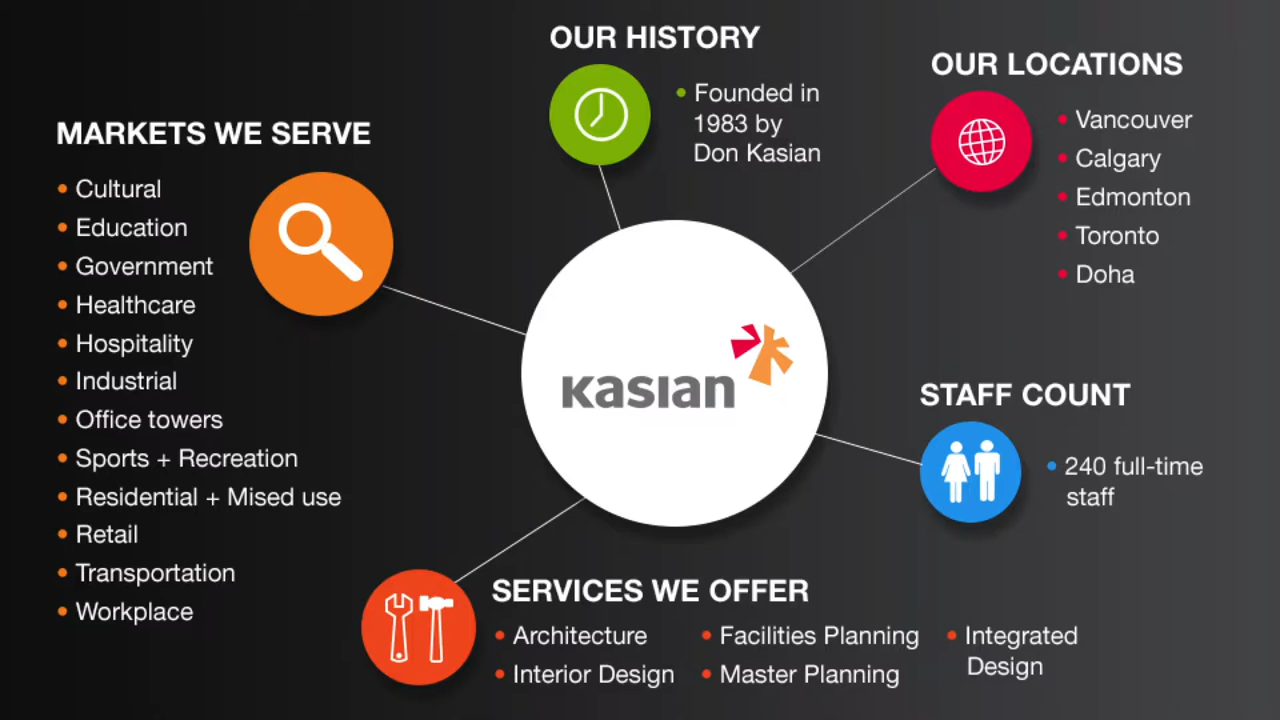 OUR HISTORY
• Founded in
1983 by
Don Kasian
OUR LOCATIONS
• Vancouver
• Calgary
• Edmonton
• Toronto
• Doha
MARKETS WE SERVE
• Cultural
• Education
• Government
• Healthcare
• Hospitality
• Industrial
• Office towers
• Sports + Recreation
• Residential + Mised use
• Retail
• Transportation
• Workplace
Kasian
STAFF COUNT
• 240 full-time
staff
SERVICES WE OFFER
• Architecture
• Interior Design
• Facilities Planning
• Master Planning
• Integrated
Design